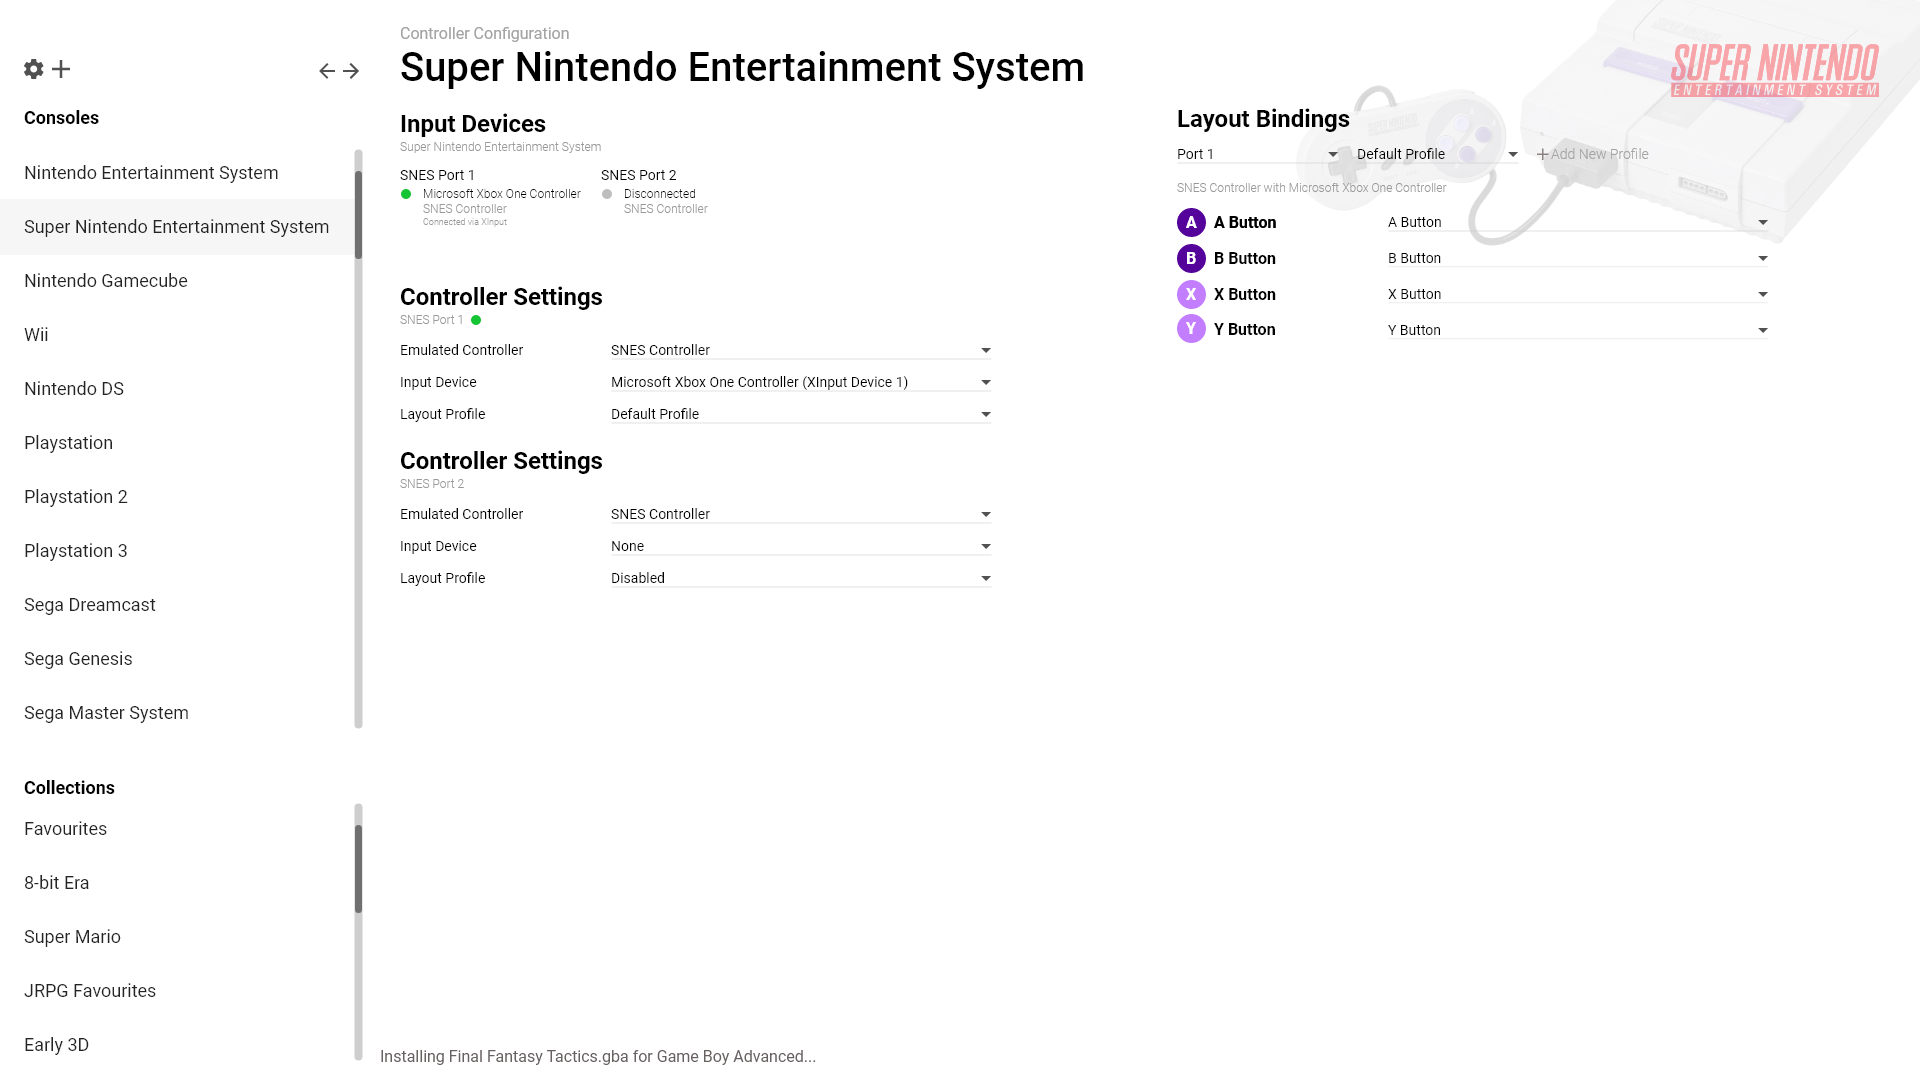 Consoles
Nintendo Entertainment System
Super Nintendo Entertainment System
Nintendo Gamecube
Wii
Nintendo DS
Playstation
Playstation 2
Playstation 3
Sega Dreamcast
Sega Genesis
Sega Master System
Collections
Favourites
8-bit Era
Super Mario
JRPG Favourites
Early 3D
Controller Configuration
Super Nintendo Entertainment System
Input Devices
Super Nintendo Entertainment System
SNES Port 1
Microsoft Xbox One Controller
SNES Controller
Connected via XInput
SNES Port 2
Disconnected
SNES Controller
Controller Settings
SNES Port 1
Emulated Controller SNES Controller
Input Device Microsoft Xbox One Controller (XInput Device 1)
Layout Profile Default Profile
Controller Settings
SNES Port 2
Emulated Controller SNES Controller
Input Device None
Layout Profile Disabled
SUPER NINTENDO
ENTERTAINMENT SYSTEM
Layout Bindings
Port 1 Default Profile Add New Profile
SNES Controller with Microsoft Xbox One Controller
A A Button A Button
B B Button B Button
X X Button X Button
Y Y Button Y Button
Installing Final Fantasy Tactics.gba for Game Boy Advanced...